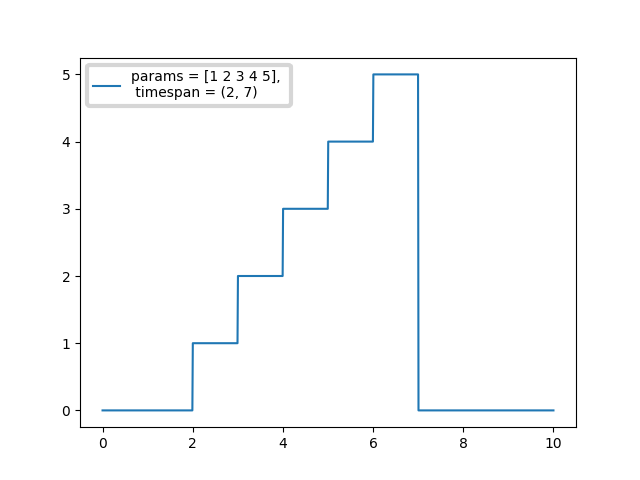 params = [1 2 3 4 5],
timespan = (2, 7)
5
4
3
2
1
0
0 2 4 6 8 10